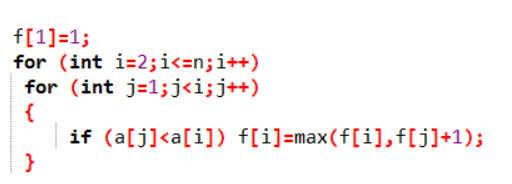 f[1]=1;
for (int i=2;i<=n;i++)
for (int j=1;j<i;j++)
{
if (a[j]<a[i]) f[i]=max(f[i],f[j]+1);
}